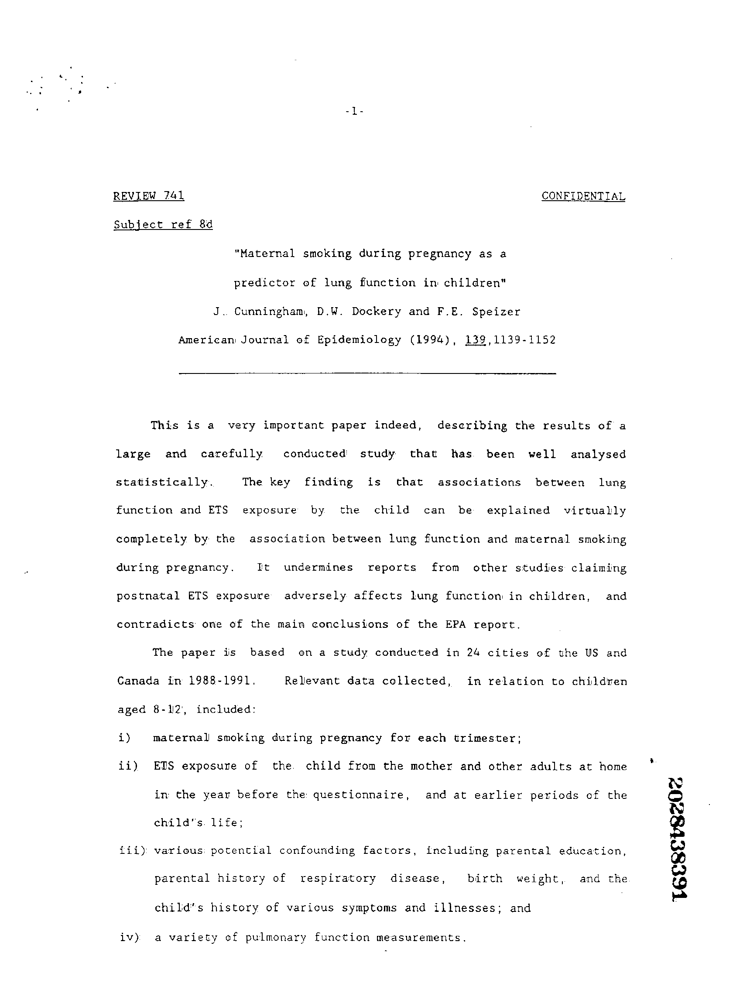 -1-
REVIEW 741 CONFIDENTIAL
Subject ref 8d
"Maternal smoking during pregnancy as a
predictor of lung function in children"
J. Cunningham, D.W. Dockery and F.E. Speizer
American Journal of Epidemiology (1994), 139,1139-1152
This is a very important paper indeed, describing the results of a
large and carefully conducted study that has been well analysed
statistically. The key finding is that associations between lung
function and ETS exposure by the child can be explained virtually
completely by the association between lung function and maternal smoking
during pregnancy. It undermines reports from other studies claiming
postnatal ETS exposure adversely affects lung function in children, and
contradicts one of the main conclusions of the EPA report.
The paper is based on a study conducted in 24 cities of the US and
Canada in 1988-1991. Relevant data collected, in relation to children
aged 8-12, included:
i) maternal smoking during pregnancy for each trimester;
ii) ETS exposure of the child from the mother and other adults at home
in the year before the questionnaire, and at earlier periods of the
child's life;
iii) various potential confounding factors, including parental education,
parental history of respiratory disease, birth weight, and the
child's history of various symptoms and illnesses; and
iv) a variety of pulmonary function measurements.
2028438391